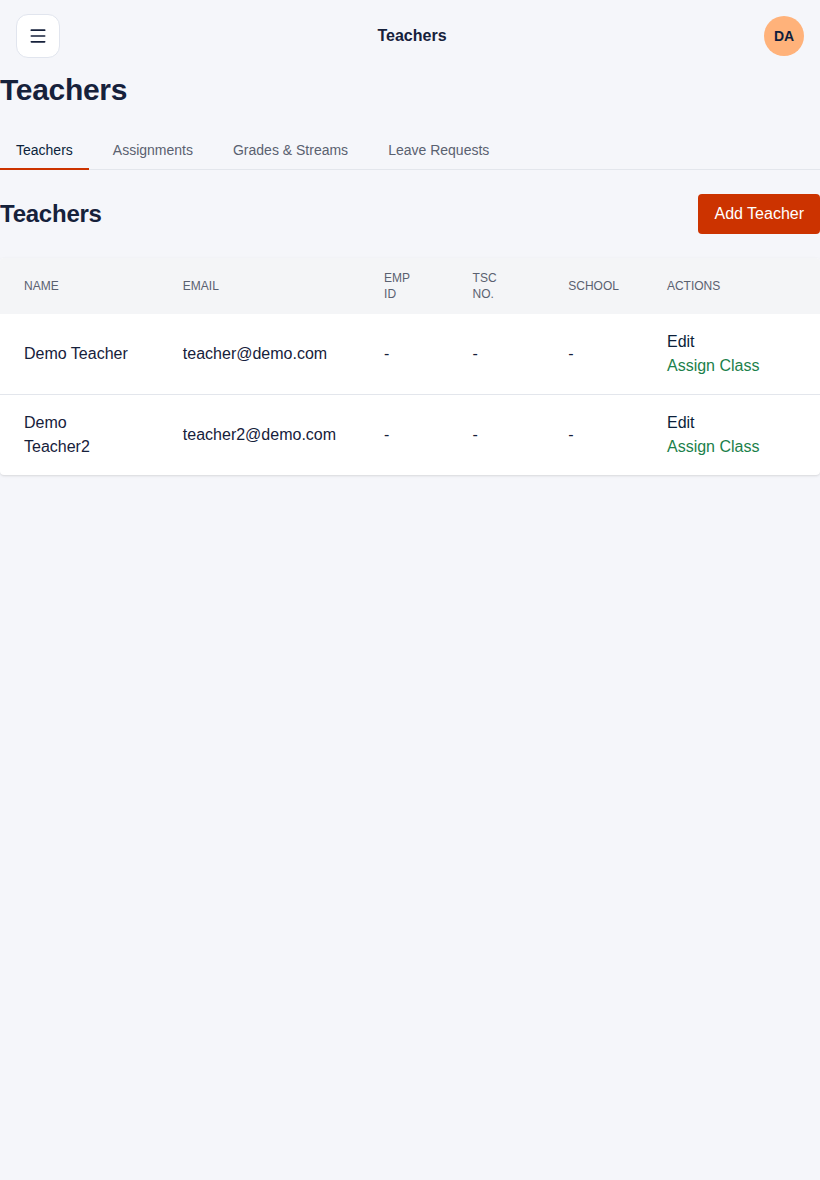 Teachers
DA
Teachers
Teachers Assignments Grades & Streams Leave Requests
Teachers
Add Teacher
NAME EMAIL EMP ID TSC NO. SCHOOL ACTIONS
Demo Teacher teacher@demo.com - - - Edit
Assign Class
Demo Teacher2 teacher2@demo.com - - - Edit
Assign Class